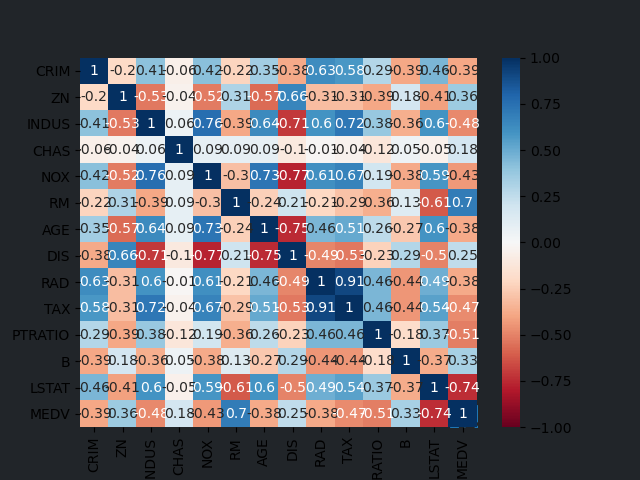 CRIM 1 -0.2 0.41 -0.06 0.42 -0.22 0.35 -0.38 0.63 0.58 0.29 -0.39 0.46 -0.39
ZN -0.2 1 -0.53 -0.04 -0.52 0.31 -0.57 0.66 -0.31 -0.31 -0.39 0.18 -0.41 0.36
INDUS 0.41 -0.53 1 0.06 0.76 -0.39 0.64 -0.71 0.6 0.72 0.38 -0.36 0.6 -0.48
CHAS -0.06 -0.04 0.06 1 0.09 0.09 0.09 -0.1 -0.01 -0.04 -0.12 0.05 -0.05 0.18
NOX 0.42 -0.52 0.76 0.09 1 -0.3 0.73 -0.77 0.61 0.67 0.19 -0.38 0.59 -0.43
RM -0.22 0.31 -0.39 0.09 -0.3 1 -0.24 0.21 -0.21 -0.29 -0.36 0.13 -0.61 0.7
AGE 0.35 -0.57 0.64 0.09 0.73 -0.24 1 -0.75 0.46 0.51 0.26 -0.27 0.6 -0.38
DIS -0.38 0.66 -0.71 -0.1 -0.77 0.21 -0.75 1 -0.49 -0.53 -0.23 0.29 -0.5 0.25
RAD 0.63 -0.31 0.6 -0.01 0.61 -0.21 0.46 -0.49 1 0.91 0.46 -0.44 0.49 -0.38
TAX 0.58 -0.31 0.72 -0.04 0.67 -0.29 0.51 -0.53 0.91 1 0.46 -0.44 0.54 -0.47
PTRATIO 0.29 -0.39 0.38 -0.12 0.19 -0.36 0.26 -0.23 0.46 0.46 1 -0.18 0.37 -0.51
B -0.39 0.18 -0.36 0.05 -0.38 0.13 -0.27 0.29 -0.44 -0.44 -0.18 1 -0.37 0.33
LSTAT 0.46 -0.41 0.6 -0.05 0.59 -0.61 0.6 -0.5 0.49 0.54 0.37 -0.37 1 -0.74
MEDV -0.39 0.36 -0.48 0.18 -0.43 0.7 -0.38 0.25 -0.38 -0.47 -0.51 0.33 -0.74 1
CRIM
ZN
NDUS
CHAS
NOX
RM
AGE
DIS
RAD
TAX
RATIO
B
LSTAT
MEDV
1.00
0.75
0.50
0.25
0.00
−0.25
−0.50
−0.75
−1.00